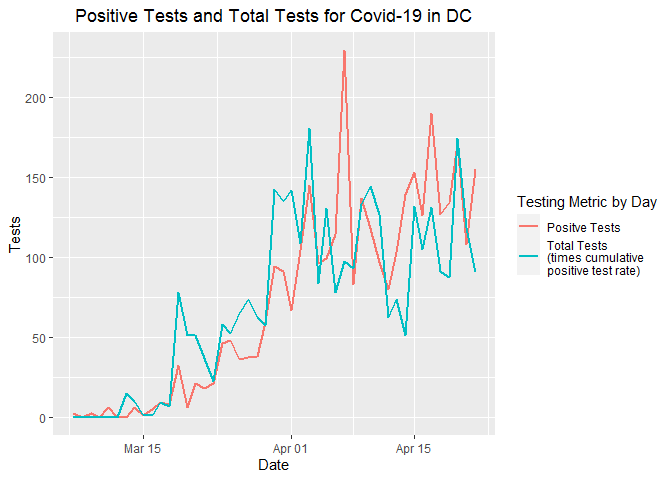 Positive Tests and Total Tests for Covid-19 in DC
200
150
100
50
0
Tests
Mar 15
Apr 01
Apr 15
Date
Testing Metric by Day
Positve Tests
Total Tests
(times cumulative
positive test rate)